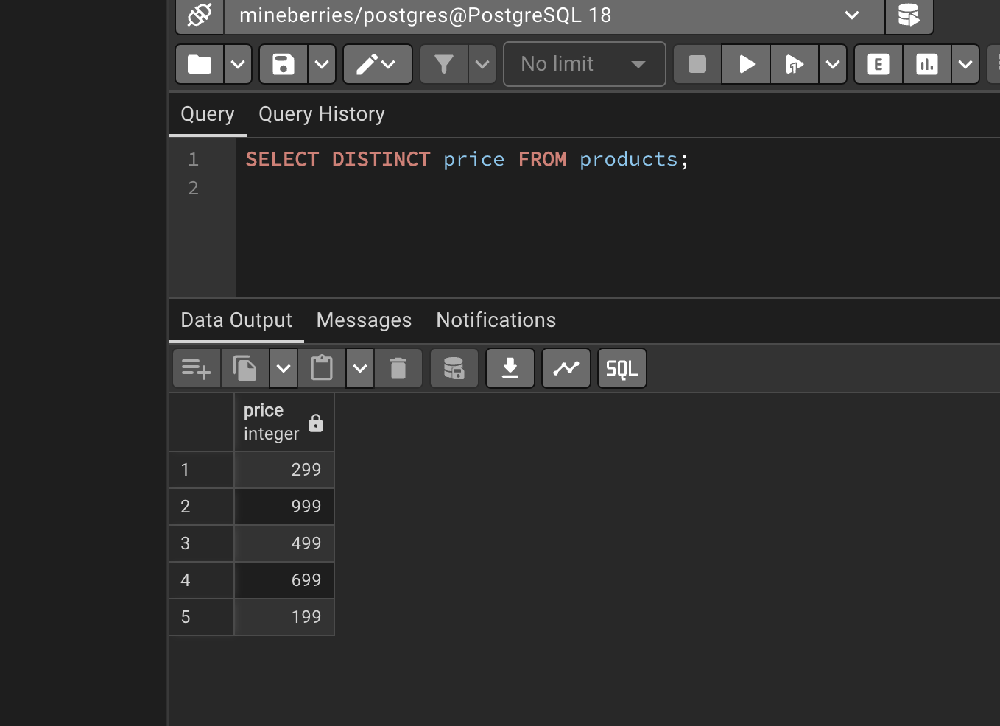 mineberries/postgres@PostgreSQL 18
No limit
E
Query Query History
1 SELECT DISTINCT price FROM products;
2
Data Output Messages Notifications
SQL
price
integer
1 299
2 999
3 499
4 699
5 199